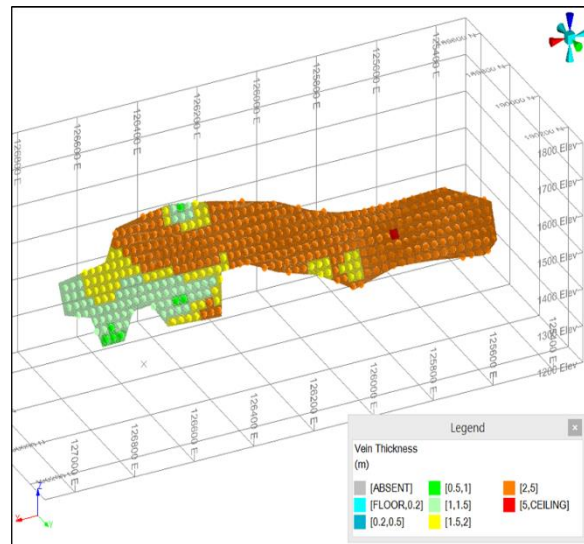 125400 E
125600 E
125800 E
126000 E
126200 E
126400 E
126600 E
126800 E
1800 Elev
1700 Elev
1600 Elev
1500 Elev
1400 Elev
1300 Elev
1200 Elev
125400 E
125600 E
125800 E
126000 E
126200 E
126400 E
126600 E
126800 E
127000 E
X
Z
X
Y
Legend
x
Vein Thickness
(m)
[ABSENT] [0.5,1] [2,5]
[FLOOR,0.2] [1,1.5] [5,CEILING]
[0.2,0.5] [1.5,2]